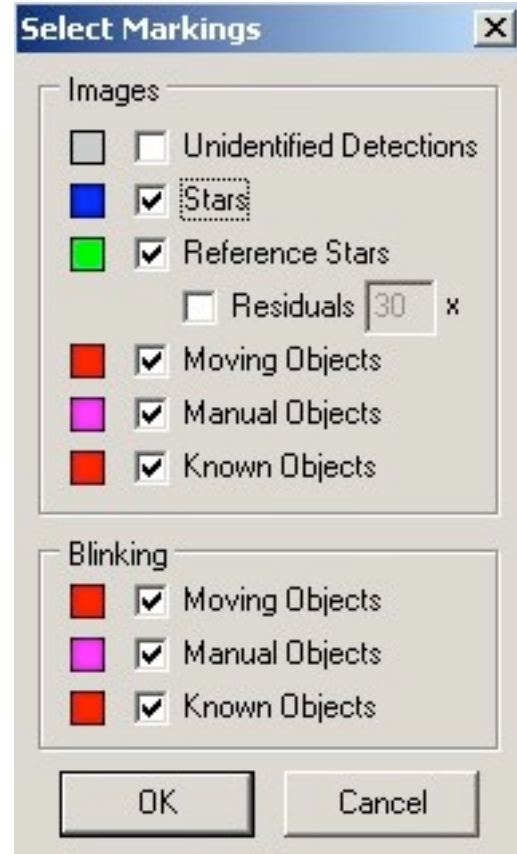 Select Markings
Images
Unidentified Detections
Stars
Reference Stars
Residuals 30 x
Moving Objects
Manual Objects
Known Objects
Blinking
Moving Objects
Manual Objects
Known Objects
OK Cancel